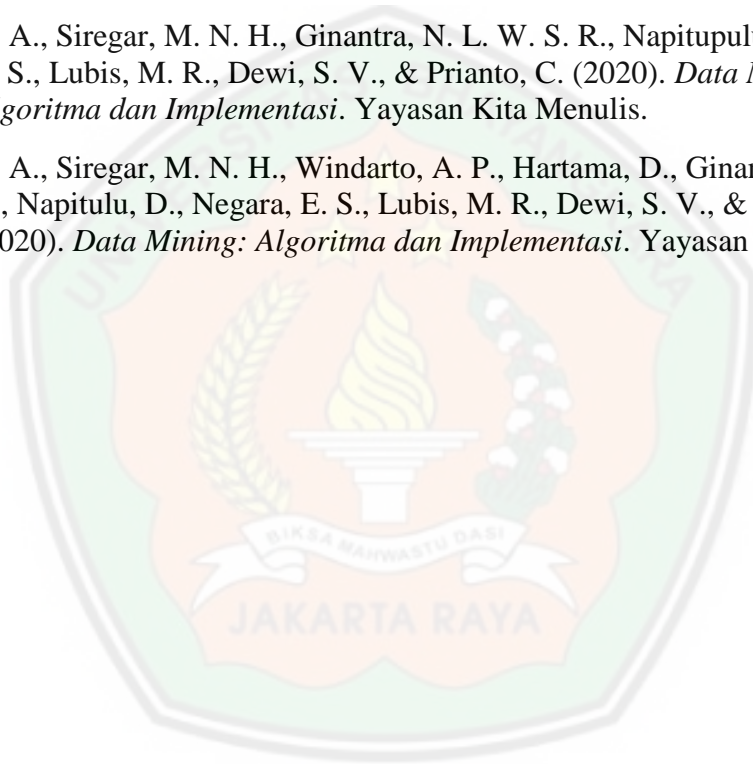 A., Siregar, M. N. H., Ginantra, N. L. W. S. R., Napitupul
S., Lubis, M. R., Dewi, S. V., & Prianto, C. (2020). Data
goritma dan Implementasi. Yayasan Kita Menulis.
A., Siregar, M. N. H., Windarto, A. P., Hartama, D., Ginan
, Napitulu, D., Negara, E. S., Lubis, M. R., Dewi, S. V., &
020). Data Mining: Algoritma dan Implementasi. Yayasan
BIKSA MAHWASTU DASI
JAKARTA RAYA